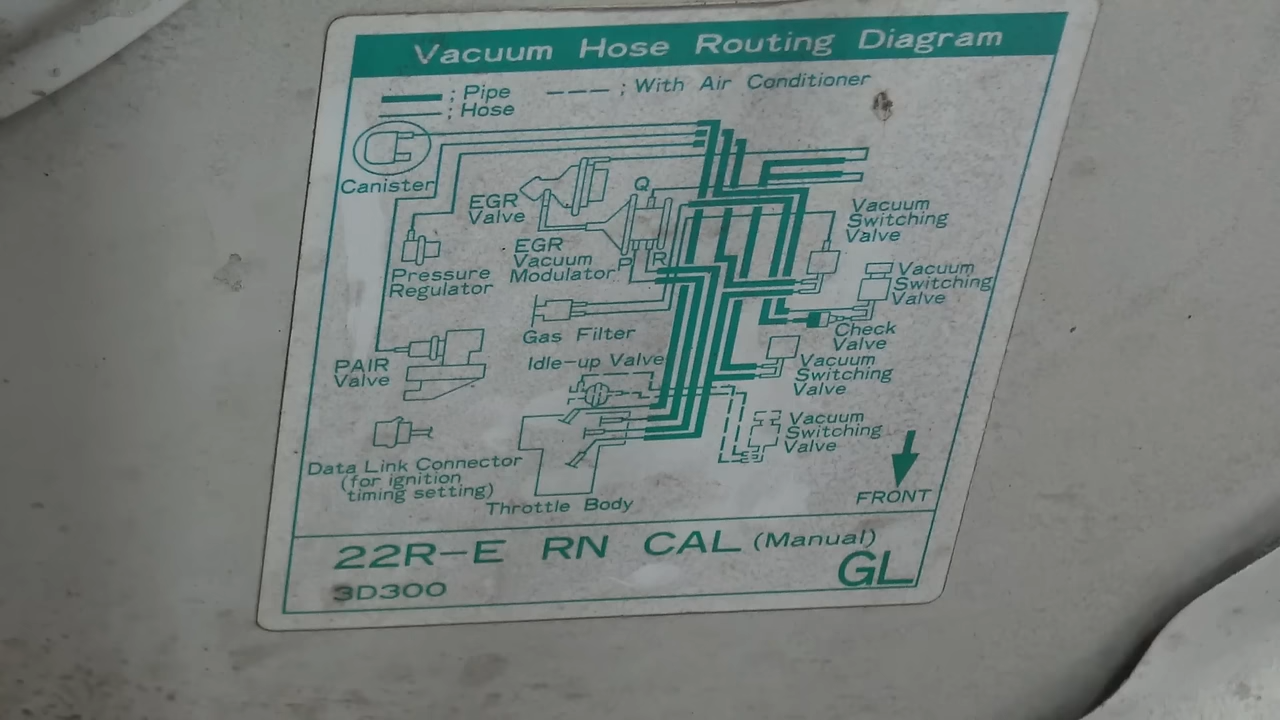 Vacuum Hose Routing Diagram
; Pipe
; With Air Conditioner
; Hose
Canister
EGR
Valve
Q
Vacuum
Switching
Valve
EGR
Vacuum
Modulator
P
R
Pressure
Regulator
Vacuum
Switching
Valve
Gas Filter
Check
Valve
Idle-up Valve
PAIR
Valve
Vacuum
Switching
Valve
Vacuum
Switching
Valve
Data Link Connector
(for ignition
timing setting)
Throttle Body
FRONT
22R-E RN CAL (Manual)
GL
3D300